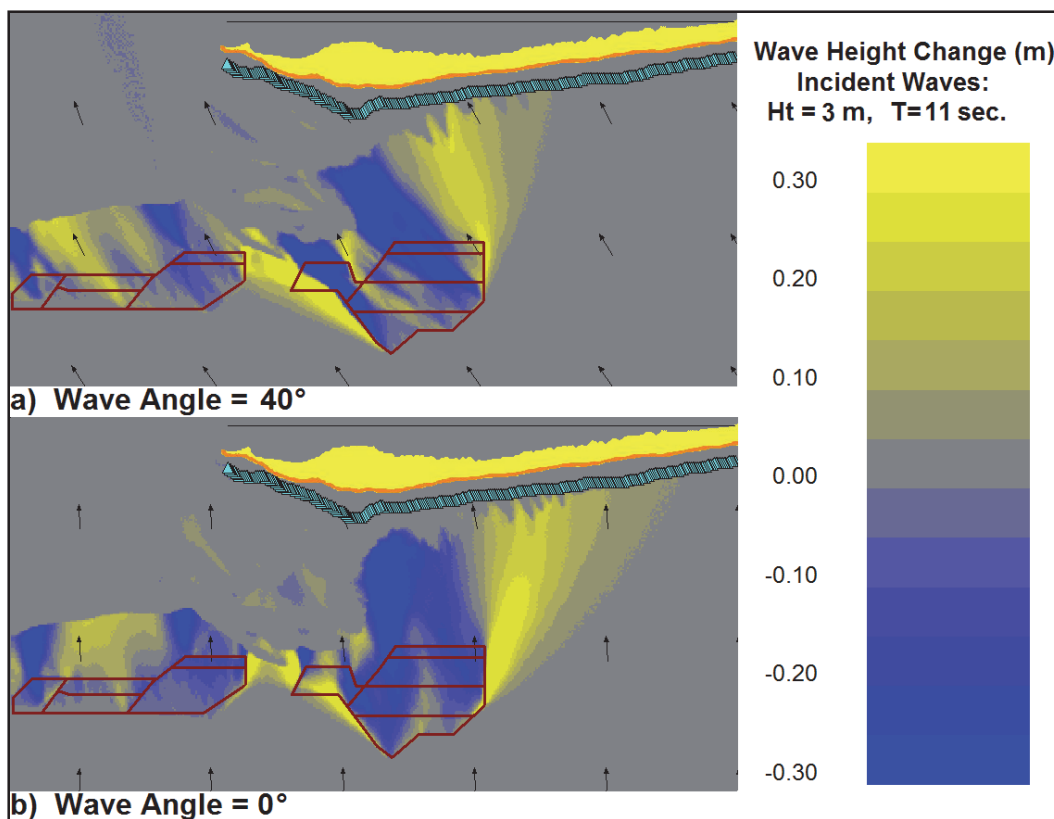 Wave Height Change (m)
Incident Waves:
Ht = 3 m, T=11 sec.
0.30
0.20
0.10
0.00
-0.10
-0.20
-0.30
a) Wave Angle = 40°
b) Wave Angle = 0°